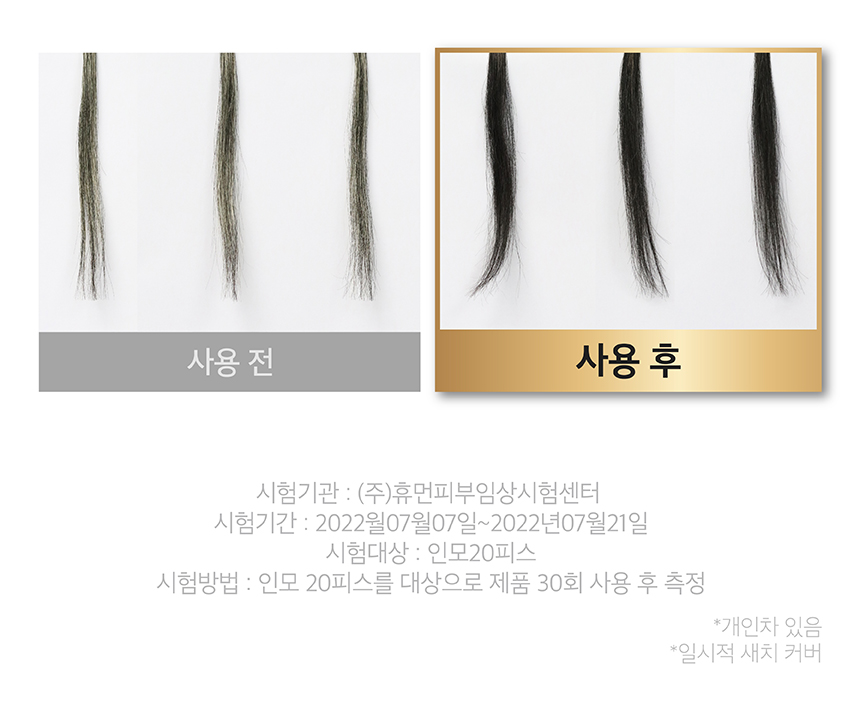 사용 전
사용 후
시험기관 : (주)휴먼피부임상시험센터
시험기간 : 2022월07월07일~2022년07월21일
시험대상 : 인모20피스
시험방법 : 인모 20피스를 대상으로 제품 30회 사용 후 측정
*개인차 있음
*일시적 새치 커버